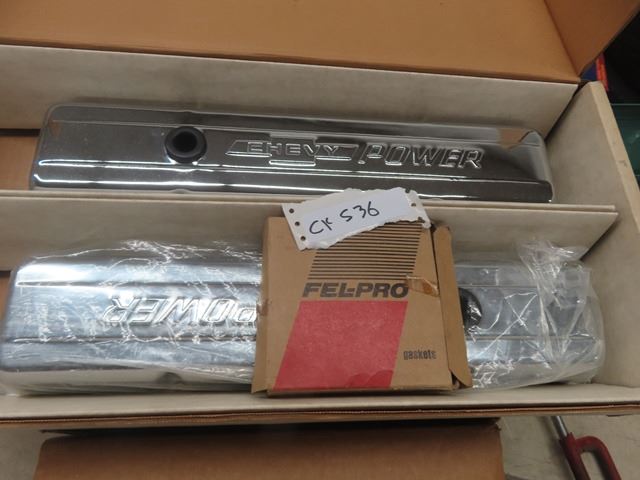 CHEVY POWER
CK 536
FEL-PRO
POWER
gaskets